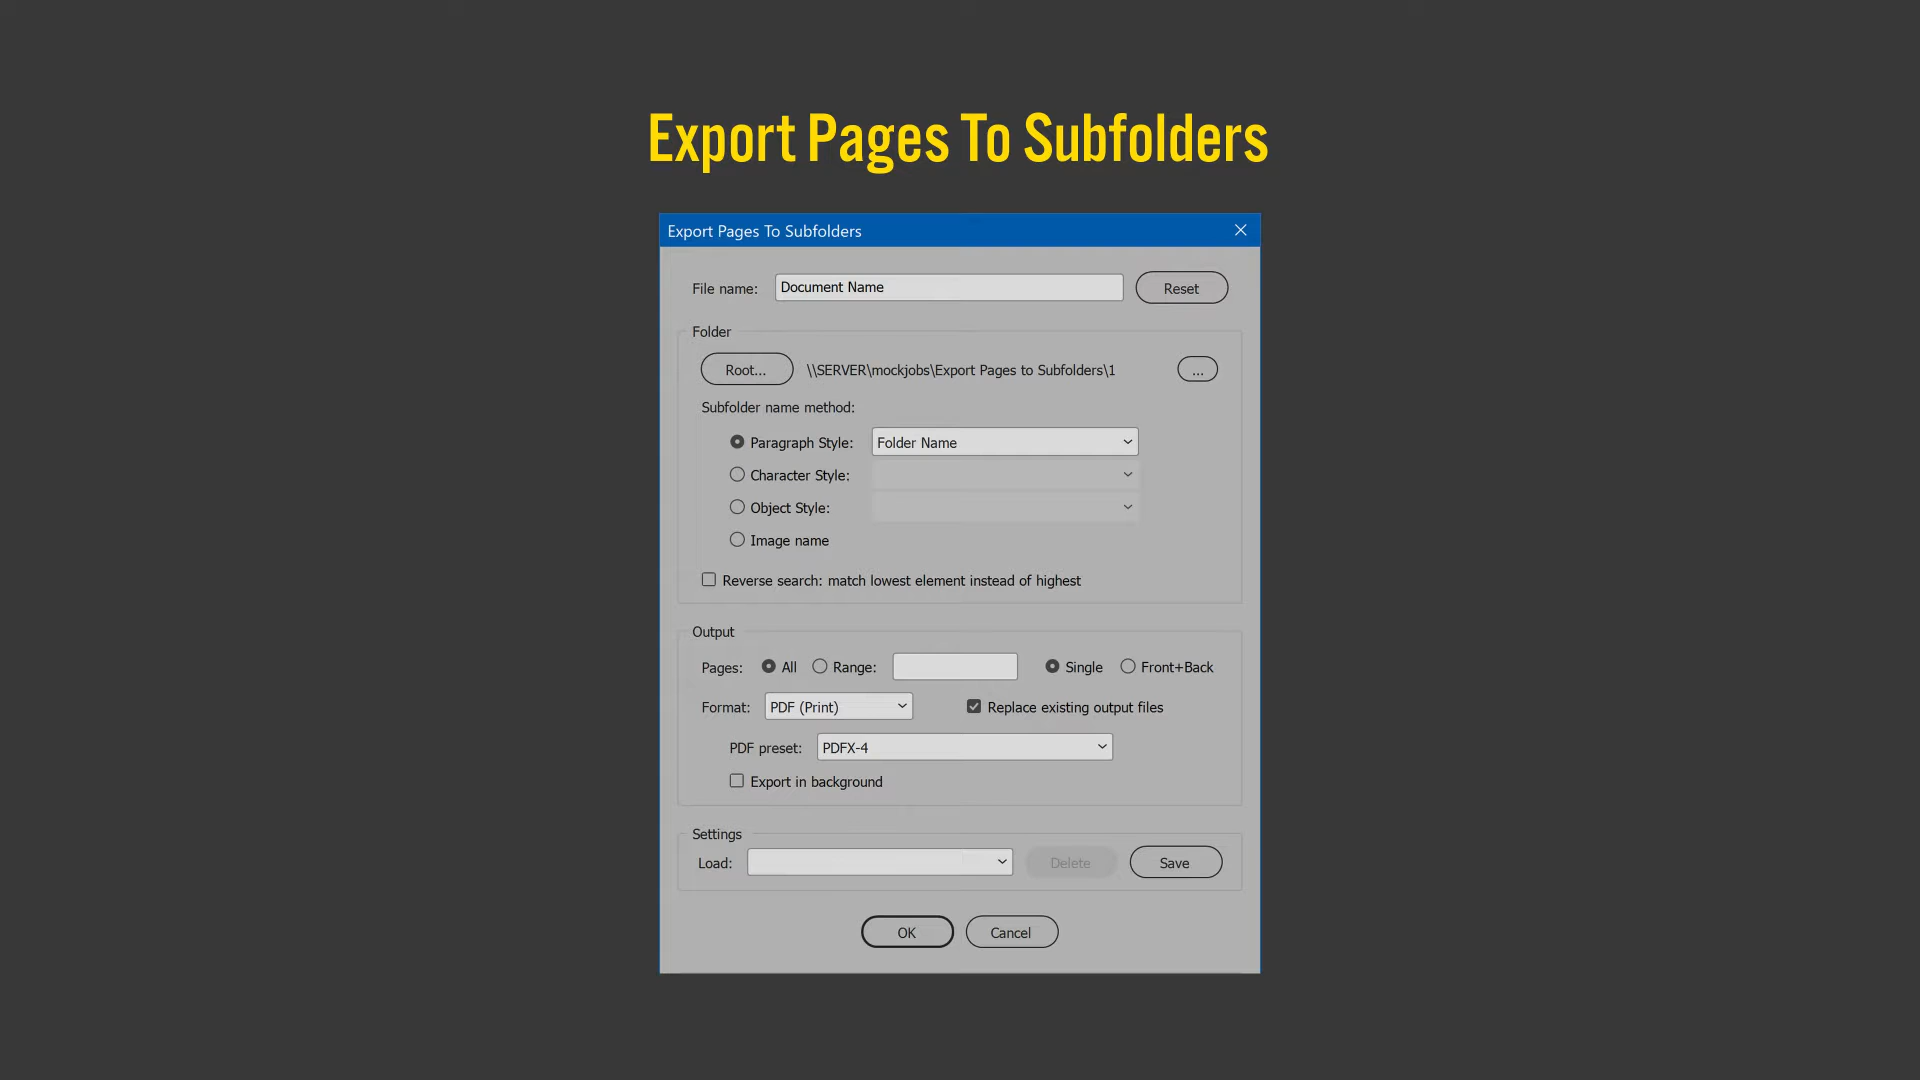 Export Pages To Subfolders
Export Pages To Subfolders
File name: Document Name Reset
Folder
Root... \\SERVER\mockjobs\Export Pages to Subfolders\1 ...
Subfolder name method:
Paragraph Style: Folder Name
Character Style:
Object Style:
Image name
Reverse search: match lowest element instead of highest
Output
Pages: All Range: Single Front+Back
Format: PDF (Print) Replace existing output files
PDF preset: PDFX-4
Export in background
Settings
Load: Delete Save
OK Cancel